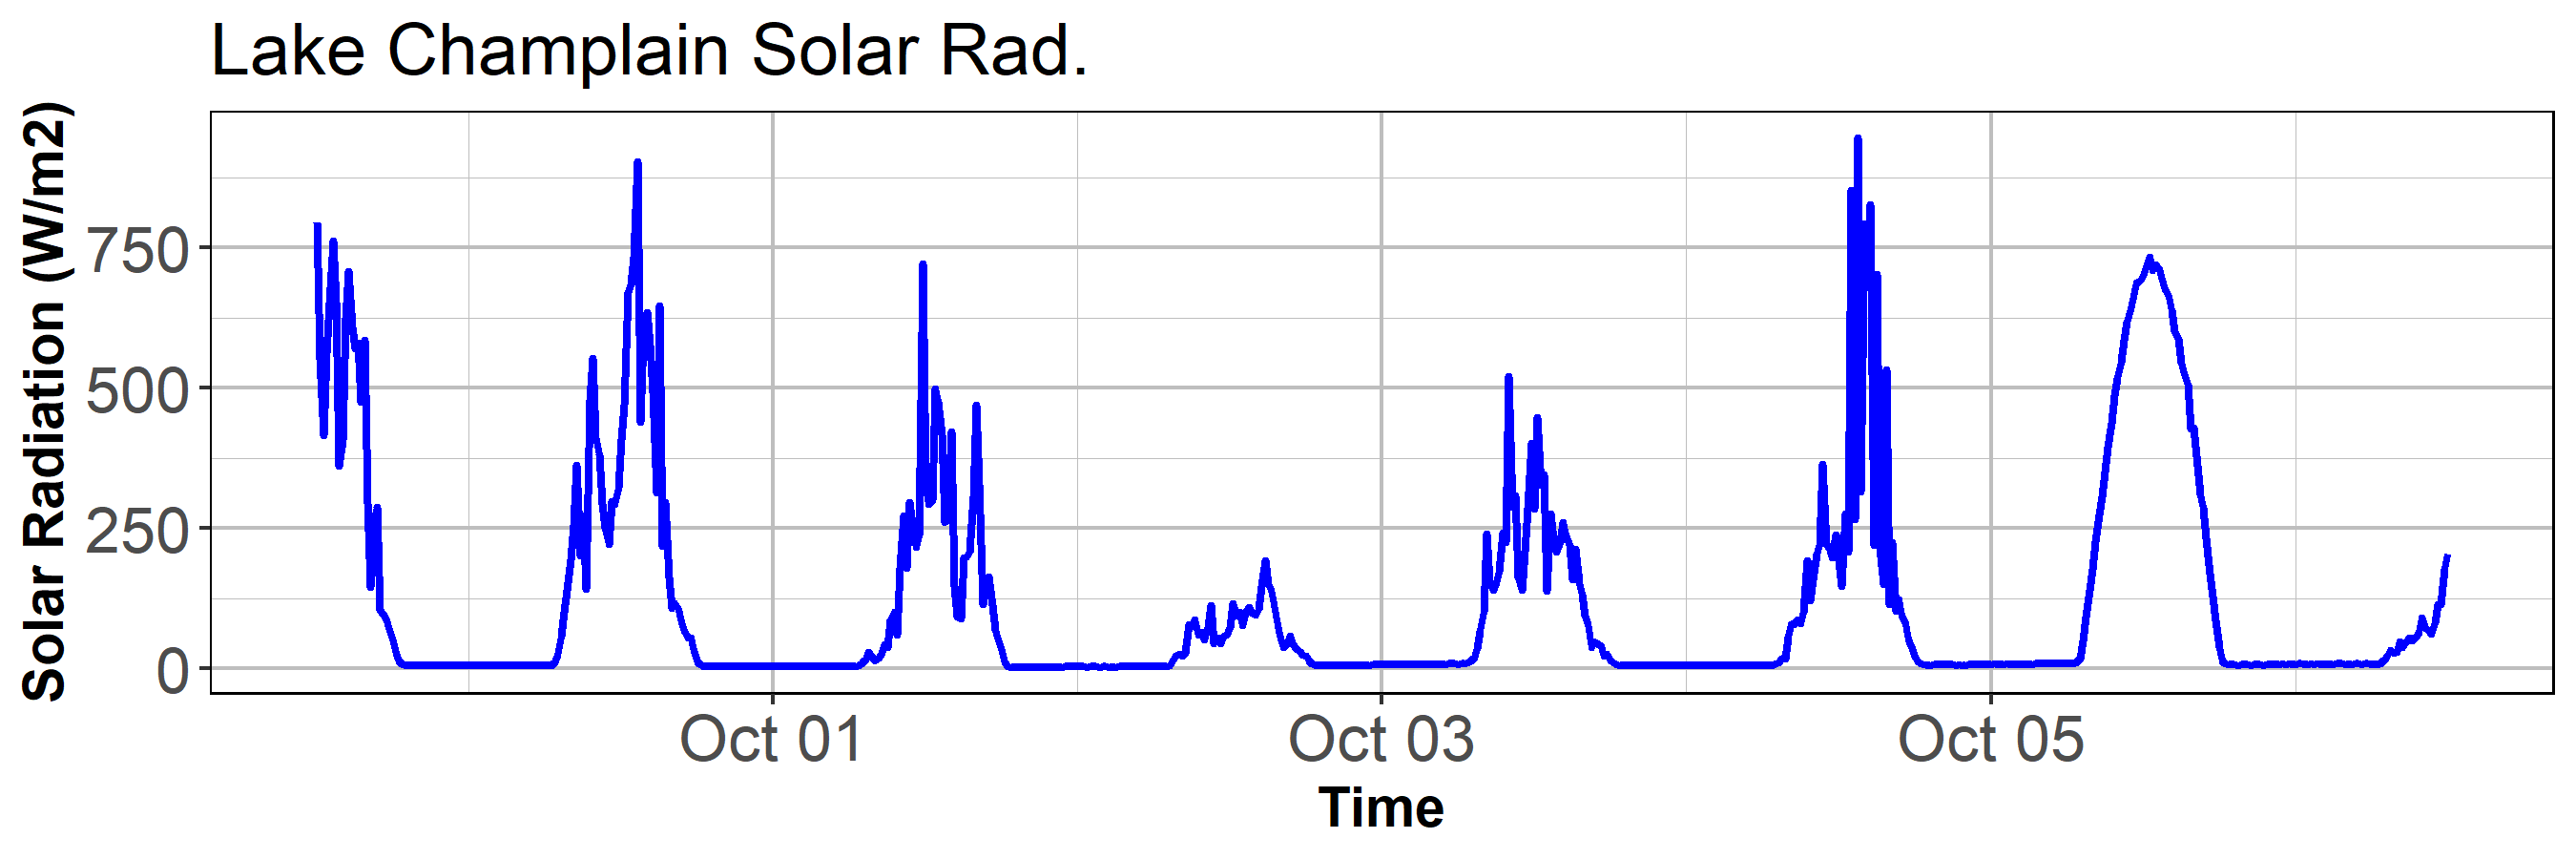 Lake Champlain Solar Rad.
Solar Radiation (W/m2)
750
500
250
0
Oct 01
Oct 03
Oct 05
Time